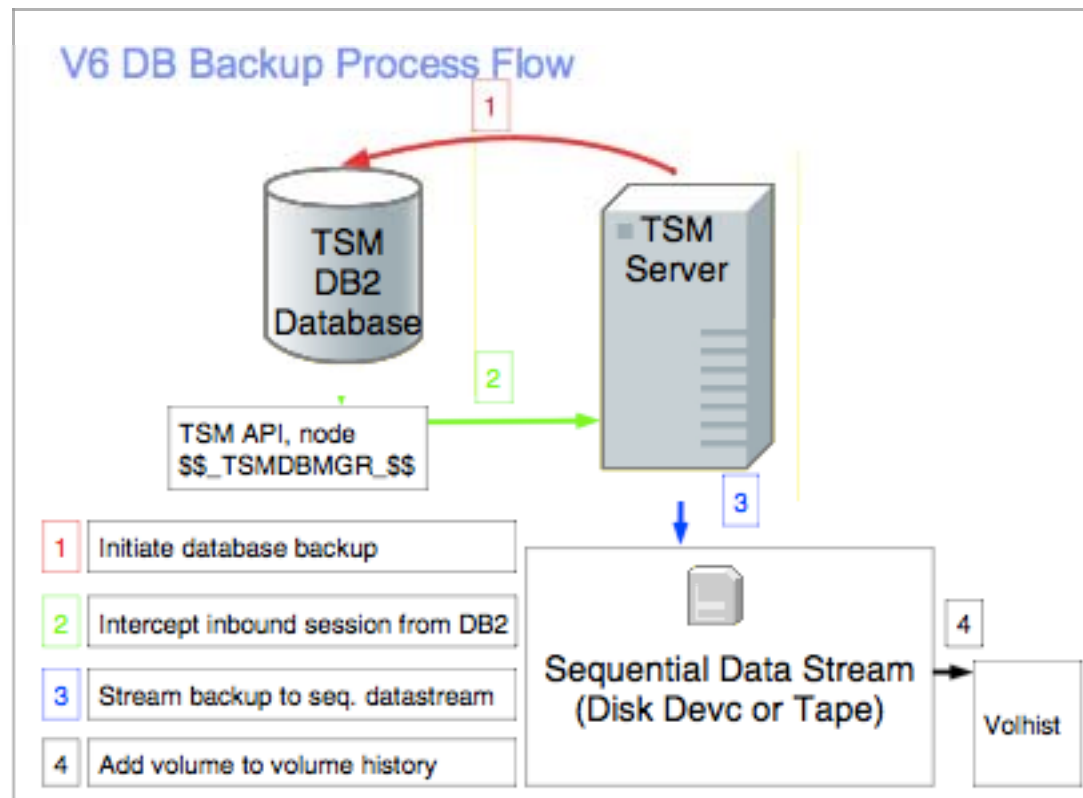 V6 DB Backup Process Flow
1
TSM
DB2
Database
TSM
Server
2
TSM API, node
$$_TSMDBMGR_$$
3
1 Initiate database backup
2 Intercept inbound session from DB2
3 Stream backup to seq. datastream
4 Add volume to volume history
Sequential Data Stream
(Disk Devc or Tape)
4
Volhist